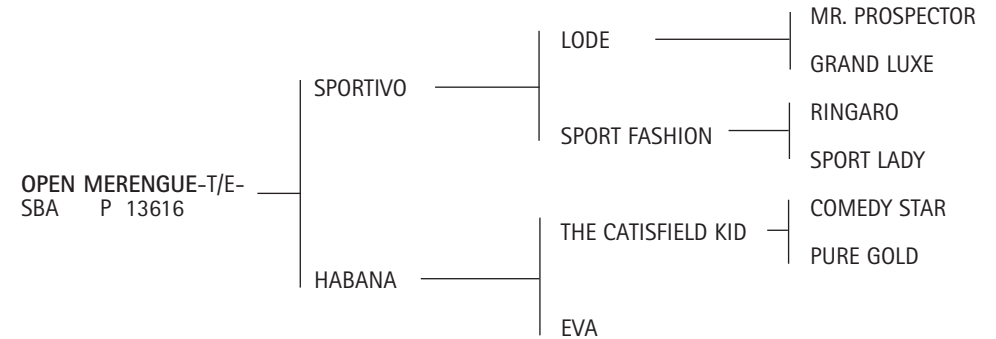 MR. PROSPECTOR
LODE
GRAND LUXE
SPORTIVO
RINGARO
SPORT FASHION
SPORT LADY
OPEN MERENGUE-T/E-
SBA P 13616
COMEDY STAR
THE CATISFIELD KID
PURE GOLD
HABANA
EVA